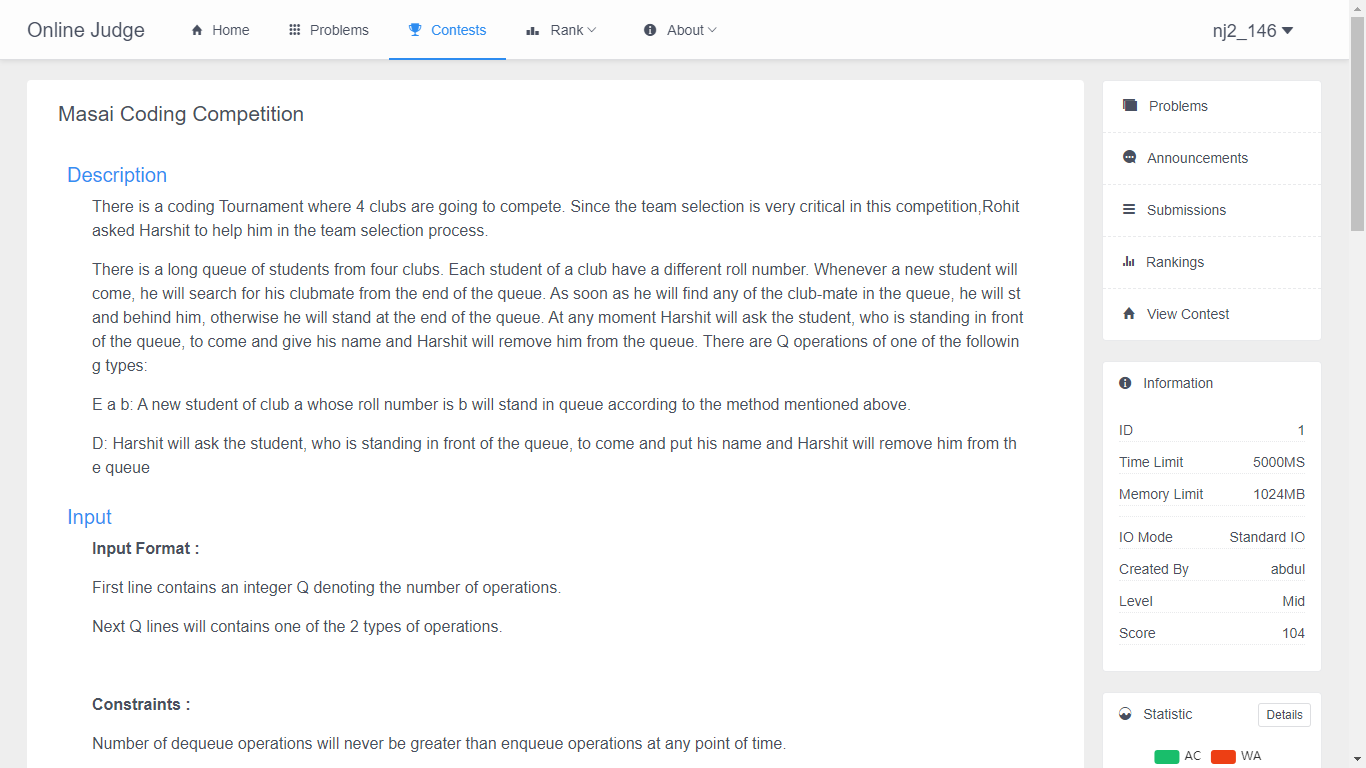 Online Judge
Home
Problems
Contests
Rank
About
nj2_146
Masai Coding Competition
Description
There is a coding Tournament where 4 clubs are going to compete. Since the team selection is very critical in this competition,Rohit
asked Harshit to help him in the team selection process.
There is a long queue of students from four clubs. Each student of a club have a different roll number. Whenever a new student will
come, he will search for his clubmate from the end of the queue. As soon as he will find any of the club-mate in the queue, he will st
and behind him, otherwise he will stand at the end of the queue. At any moment Harshit will ask the student, who is standing in front
of the queue, to come and give his name and Harshit will remove him from the queue. There are Q operations of one of the followin
g types:
E a b: A new student of club a whose roll number is b will stand in queue according to the method mentioned above.
D: Harshit will ask the student, who is standing in front of the queue, to come and put his name and Harshit will remove him from th
e queue
Input
Input Format :
First line contains an integer Q denoting the number of operations.
Next Q lines will contains one of the 2 types of operations.
Constraints :
Number of dequeue operations will never be greater than enqueue operations at any point of time.
Problems
Announcements
Submissions
Rankings
View Contest
Information
ID 1
Time Limit 5000MS
Memory Limit 1024MB
IO Mode Standard IO
Created By abdul
Level Mid
Score 104
Statistic Details
AC WA